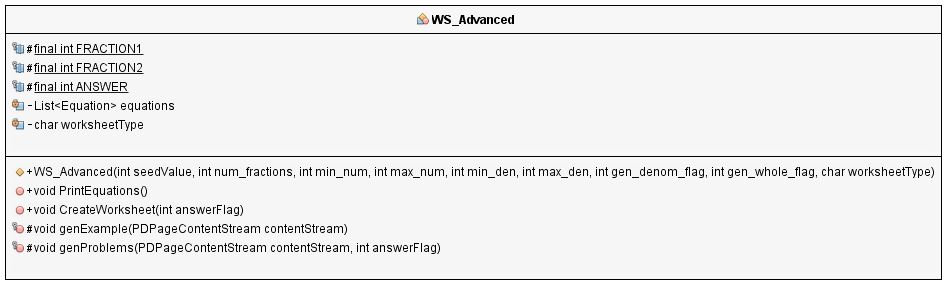 WS_Advanced
#final int FRACTION1
#final int FRACTION2
#final int ANSWER
-List<Equation> equations
-char worksheetType
+WS_Advanced(int seedValue, int num_fractions, int min_num, int max_num, int min_den, int max_den, int gen_denom_flag, int gen_whole_flag, char worksheetType)
+void PrintEquations()
+void CreateWorksheet(int answerFlag)
#void genExample(PDPageContentStream contentStream)
#void genProblems(PDPageContentStream contentStream, int answerFlag)